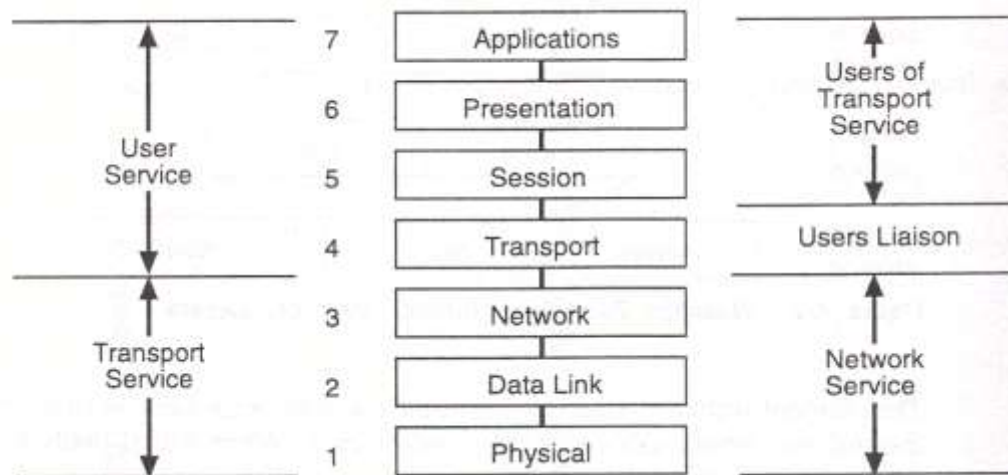 7
Applications
6
Presentation
5
Session
4
Transport
3
Network
2
Data Link
1
Physical
User
Service
Transport
Service
Users of
Transport
Service
Users Liaison
Network
Service